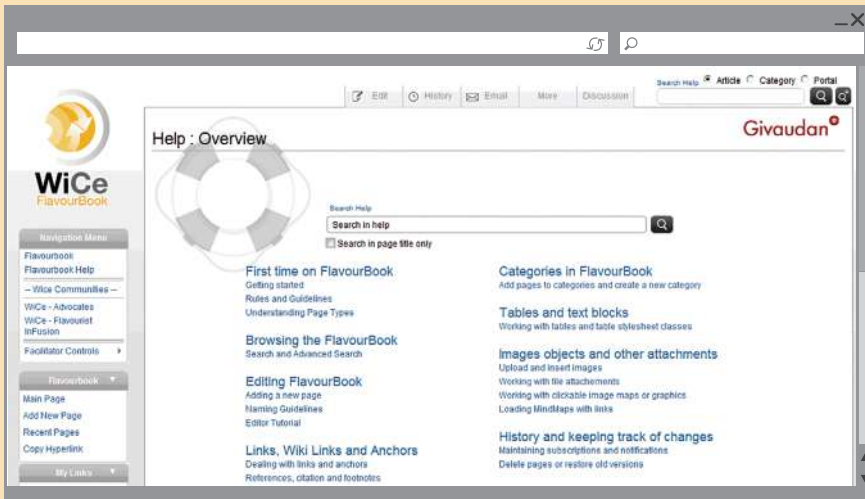 Search Help Article Category Portal
Edit History Email More Discussion
Givaudan
Help : Overview
WiCe
FlavourBook
Search Help
Search in help
Search in page title only
Navigation Menu
Flavourbook
Flavourbook Help
– Wice Communities –
WiCe - Advocates
WiCe - Flavourist
InFusion
Facilitator Controls
Flavourbook
Main Page
Add New Page
Recent Pages
Copy Hyperlink
My Links
First time on FlavourBook
Getting started
Rules and Guidelines
Understanding Page Types
Browsing the FlavourBook
Search and Advanced Search
Editing FlavourBook
Adding a new page
Naming Guidelines
Editor Tutorial
Links, Wiki Links and Anchors
Dealing with links and anchors
References, citation and footnotes
Categories in FlavourBook
Add pages to categories and create a new category
Tables and text blocks
Working with tables and table stylesheet classes
Images objects and other attachments
Upload and insert images
Working with file attachements
Working with clickable image maps or graphics
Loading MindMaps with links
History and keeping track of changes
Maintaining subscriptions and notifications
Delete pages or restore old versions